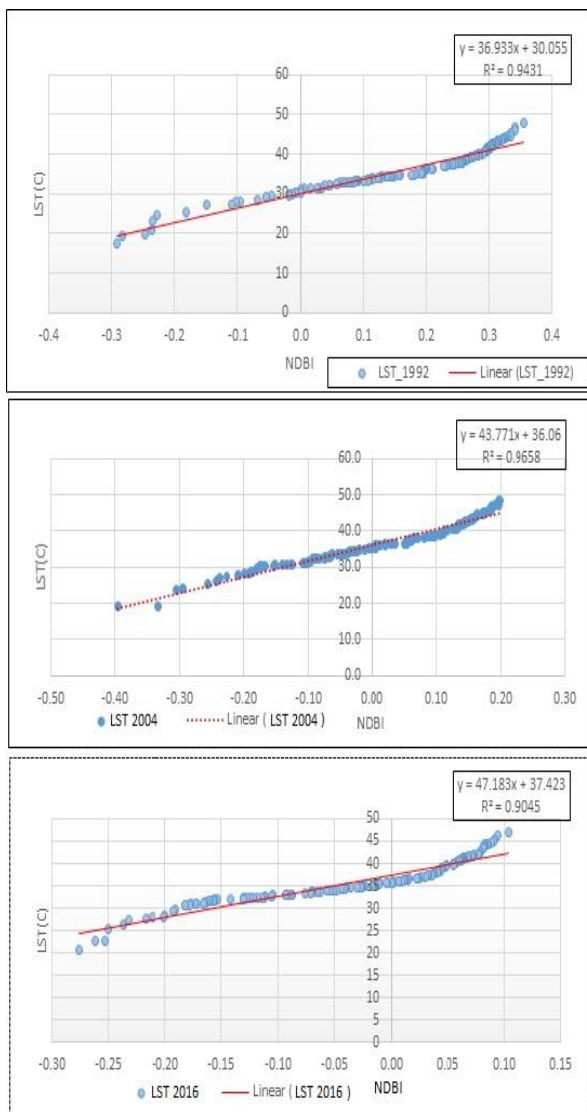 y = 36.933x + 30.055
R² = 0.9431
60
50
40
30
20
10
0
LST(C)
-0.4 -0.3 -0.2 -0.1 0.0 0.1 0.2 0.3 0.4
NDBI
LST_1992 Linear (LST_1992)
y = 43.771x + 36.06
R² = 0.9658
60.0
50.0
40.0
30.0
20.0
10.0
0.0
LST(C)
-0.50 -0.40 -0.30 -0.20 -0.10 0.00 0.10 0.20 0.30
LST 2004 Linear ( LST 2004 ) NDBI
y = 47.183x + 37.423
R² = 0.9045
50
45
40
35
30
25
20
15
10
5
0
LST(C)
-0.30 -0.25 -0.20 -0.15 -0.10 -0.05 0.00 0.05 0.10 0.15
LST 2016 Linear ( LST 2016 ) NDBI